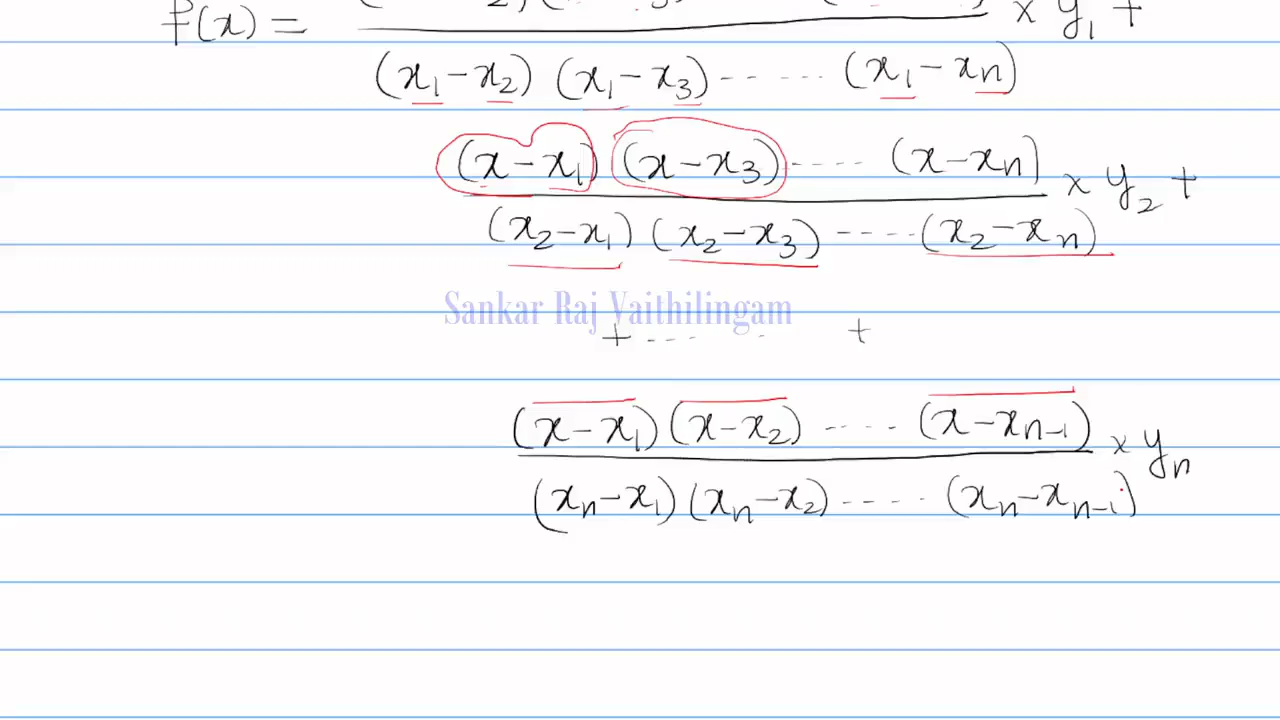 f(x) = × y₁ +
(x₁ − x₂) (x₁ − x₃) - - - - - - (x₁ − xₙ)
(x − x₁) (x − x₃) - - - - (x − xₙ)
× y₂ +
(x₂ − x₁) (x₂ − x₃) - - - - (x₂ − xₙ)
Sankar Raj Vaithilingam
+ - - - - +
(x − x₁) (x − x₂) - - - - (x − xₙ₋₁)
× yₙ
(xₙ − x₁) (xₙ − x₂) - - - - - (xₙ − xₙ₋₁)